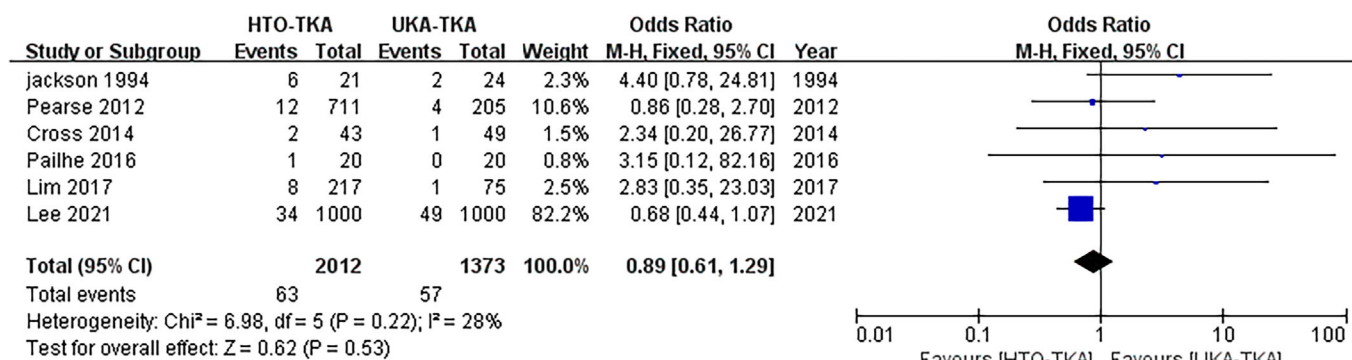 HTO-TKA UKA-TKA Odds Ratio Odds Ratio
Study or Subgroup Events Total Events Total Weight M-H, Fixed, 95% CI Year M-H, Fixed, 95% CI
jackson 1994 6 21 2 24 2.3% 4.40 [0.78, 24.81] 1994
Pearse 2012 12 711 4 205 10.6% 0.86 [0.28, 2.70] 2012
Cross 2014 2 43 1 49 1.5% 2.34 [0.20, 26.77] 2014
Pailhe 2016 1 20 0 20 0.8% 3.15 [0.12, 82.16] 2016
Lim 2017 8 217 1 75 2.5% 2.83 [0.35, 23.03] 2017
Lee 2021 34 1000 49 1000 82.2% 0.68 [0.44, 1.07] 2021
Total (95% CI) 2012 1373 100.0% 0.89 [0.61, 1.29]
Total events 63 57
Heterogeneity: Chi² = 6.98, df = 5 (P = 0.22); I² = 28%
Test for overall effect: Z = 0.62 (P = 0.53)
0.01 0.1 1 10 100
Favours [HTO-TKA] Favours [UKA-TKA]